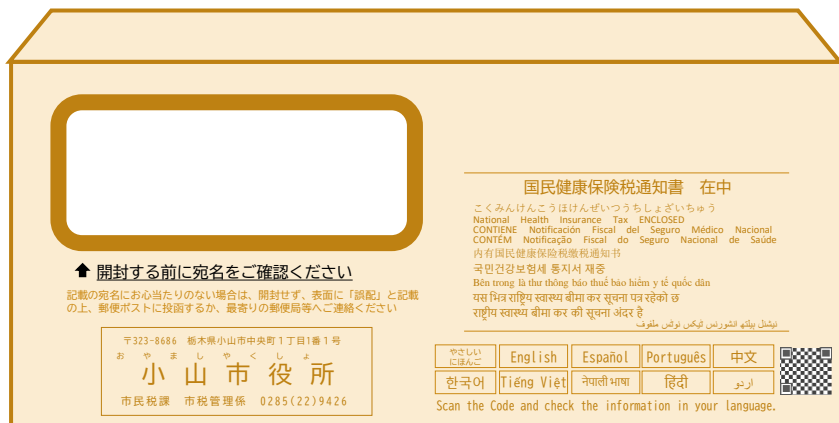 国民健康保険税通知書 在中
こくみんけんこうほけんぜいつうちしょざいちゅう
National Health Insurance Tax ENCLOSED
CONTIENE Notificación Fiscal del Seguro Médico Nacional
CONTÉM Notificação Fiscal do Seguro Nacional de Saúde
内有国民健康保険税缴税通知书
국민건강보험세 통지서 재중
Bên trong là thư thông báo thuế bảo hiểm y tế quốc dân
यस भित्र राष्ट्रिय स्वास्थ्य बीमा कर सूचना पत्र रहेको छ
राष्ट्रीय स्वास्थ्य बीमा कर की सूचना अंदर है
نیشنل ہیلتھ انشورنس ٹیکس نوٹس ملفوف
開封する前に宛名をご確認ください
記載の宛名にお心当たりのない場合は、開封せず、表面に「誤配」と記載
の上、郵便ポストに投函するか、最寄りの郵便局等へご連絡ください
〒323-8686 栃木県小山市中央町1丁目1番1号
おやましやくしょ
小山市役所
市民税課 市税管理係 0285(22)9426
やさしい
にほんご
English
Español
Português
中文
한국어
Tiếng Việt
नेपाली भाषा
हिंदी
اردو
Scan the Code and check the information in your language.